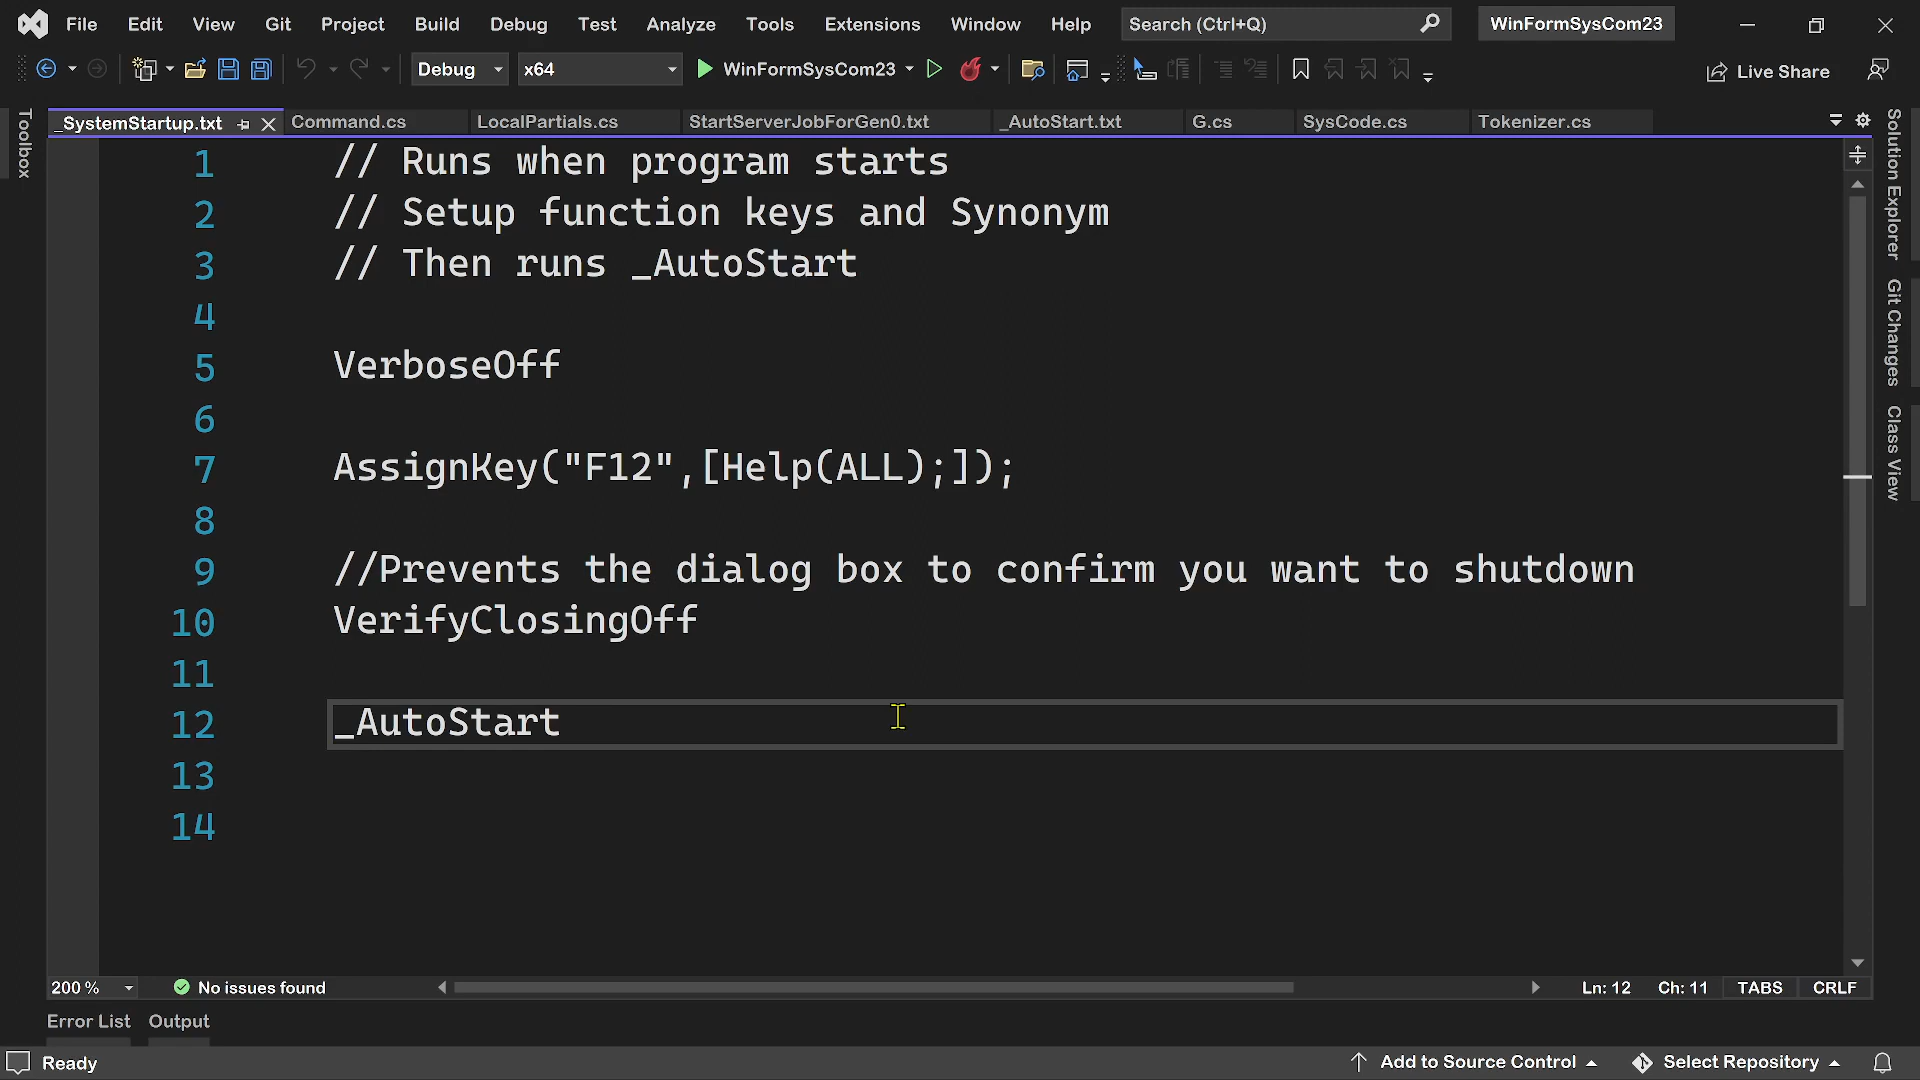 File Edit View Git Project Build Debug Test Analyze Tools Extensions Window Help Search (Ctrl+Q) WinFormSysCom23
Debug x64 WinFormSysCom23 Live Share
_SystemStartup.txt Command.cs LocalPartials.cs StartServerJobForGen0.txt _AutoStart.txt G.cs SysCode.cs Tokenizer.cs
Toolbox
1 // Runs when program starts
2 // Setup function keys and Synonym
3 // Then runs _AutoStart
4
5 VerboseOff
6
7 AssignKey("F12",[Help(ALL);]);
8
9 //Prevents the dialog box to confirm you want to shutdown
10 VerifyClosingOff
11
12 _AutoStart
13
14
Solution Explorer
Git Changes
Class View
200 % No issues found Ln: 12 Ch: 11 TABS CRLF
Error List Output
Ready Add to Source Control Select Repository